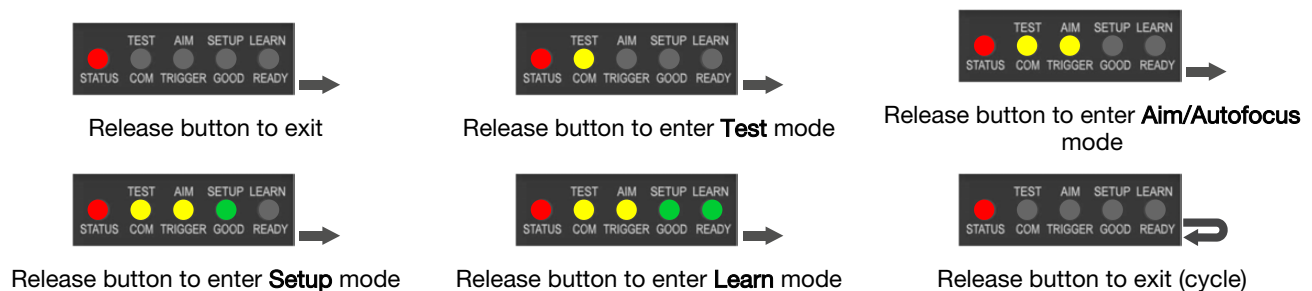 TEST AIM SETUP LEARN
STATUS COM TRIGGER GOOD READY
Release button to exit
TEST AIM SETUP LEARN
STATUS COM TRIGGER GOOD READY
Release button to enter Test mode
TEST AIM SETUP LEARN
STATUS COM TRIGGER GOOD READY
Release button to enter Aim/Autofocus
mode
TEST AIM SETUP LEARN
STATUS COM TRIGGER GOOD READY
Release button to enter Setup mode
TEST AIM SETUP LEARN
STATUS COM TRIGGER GOOD READY
Release button to enter Learn mode
TEST AIM SETUP LEARN
STATUS COM TRIGGER GOOD READY
Release button to exit (cycle)